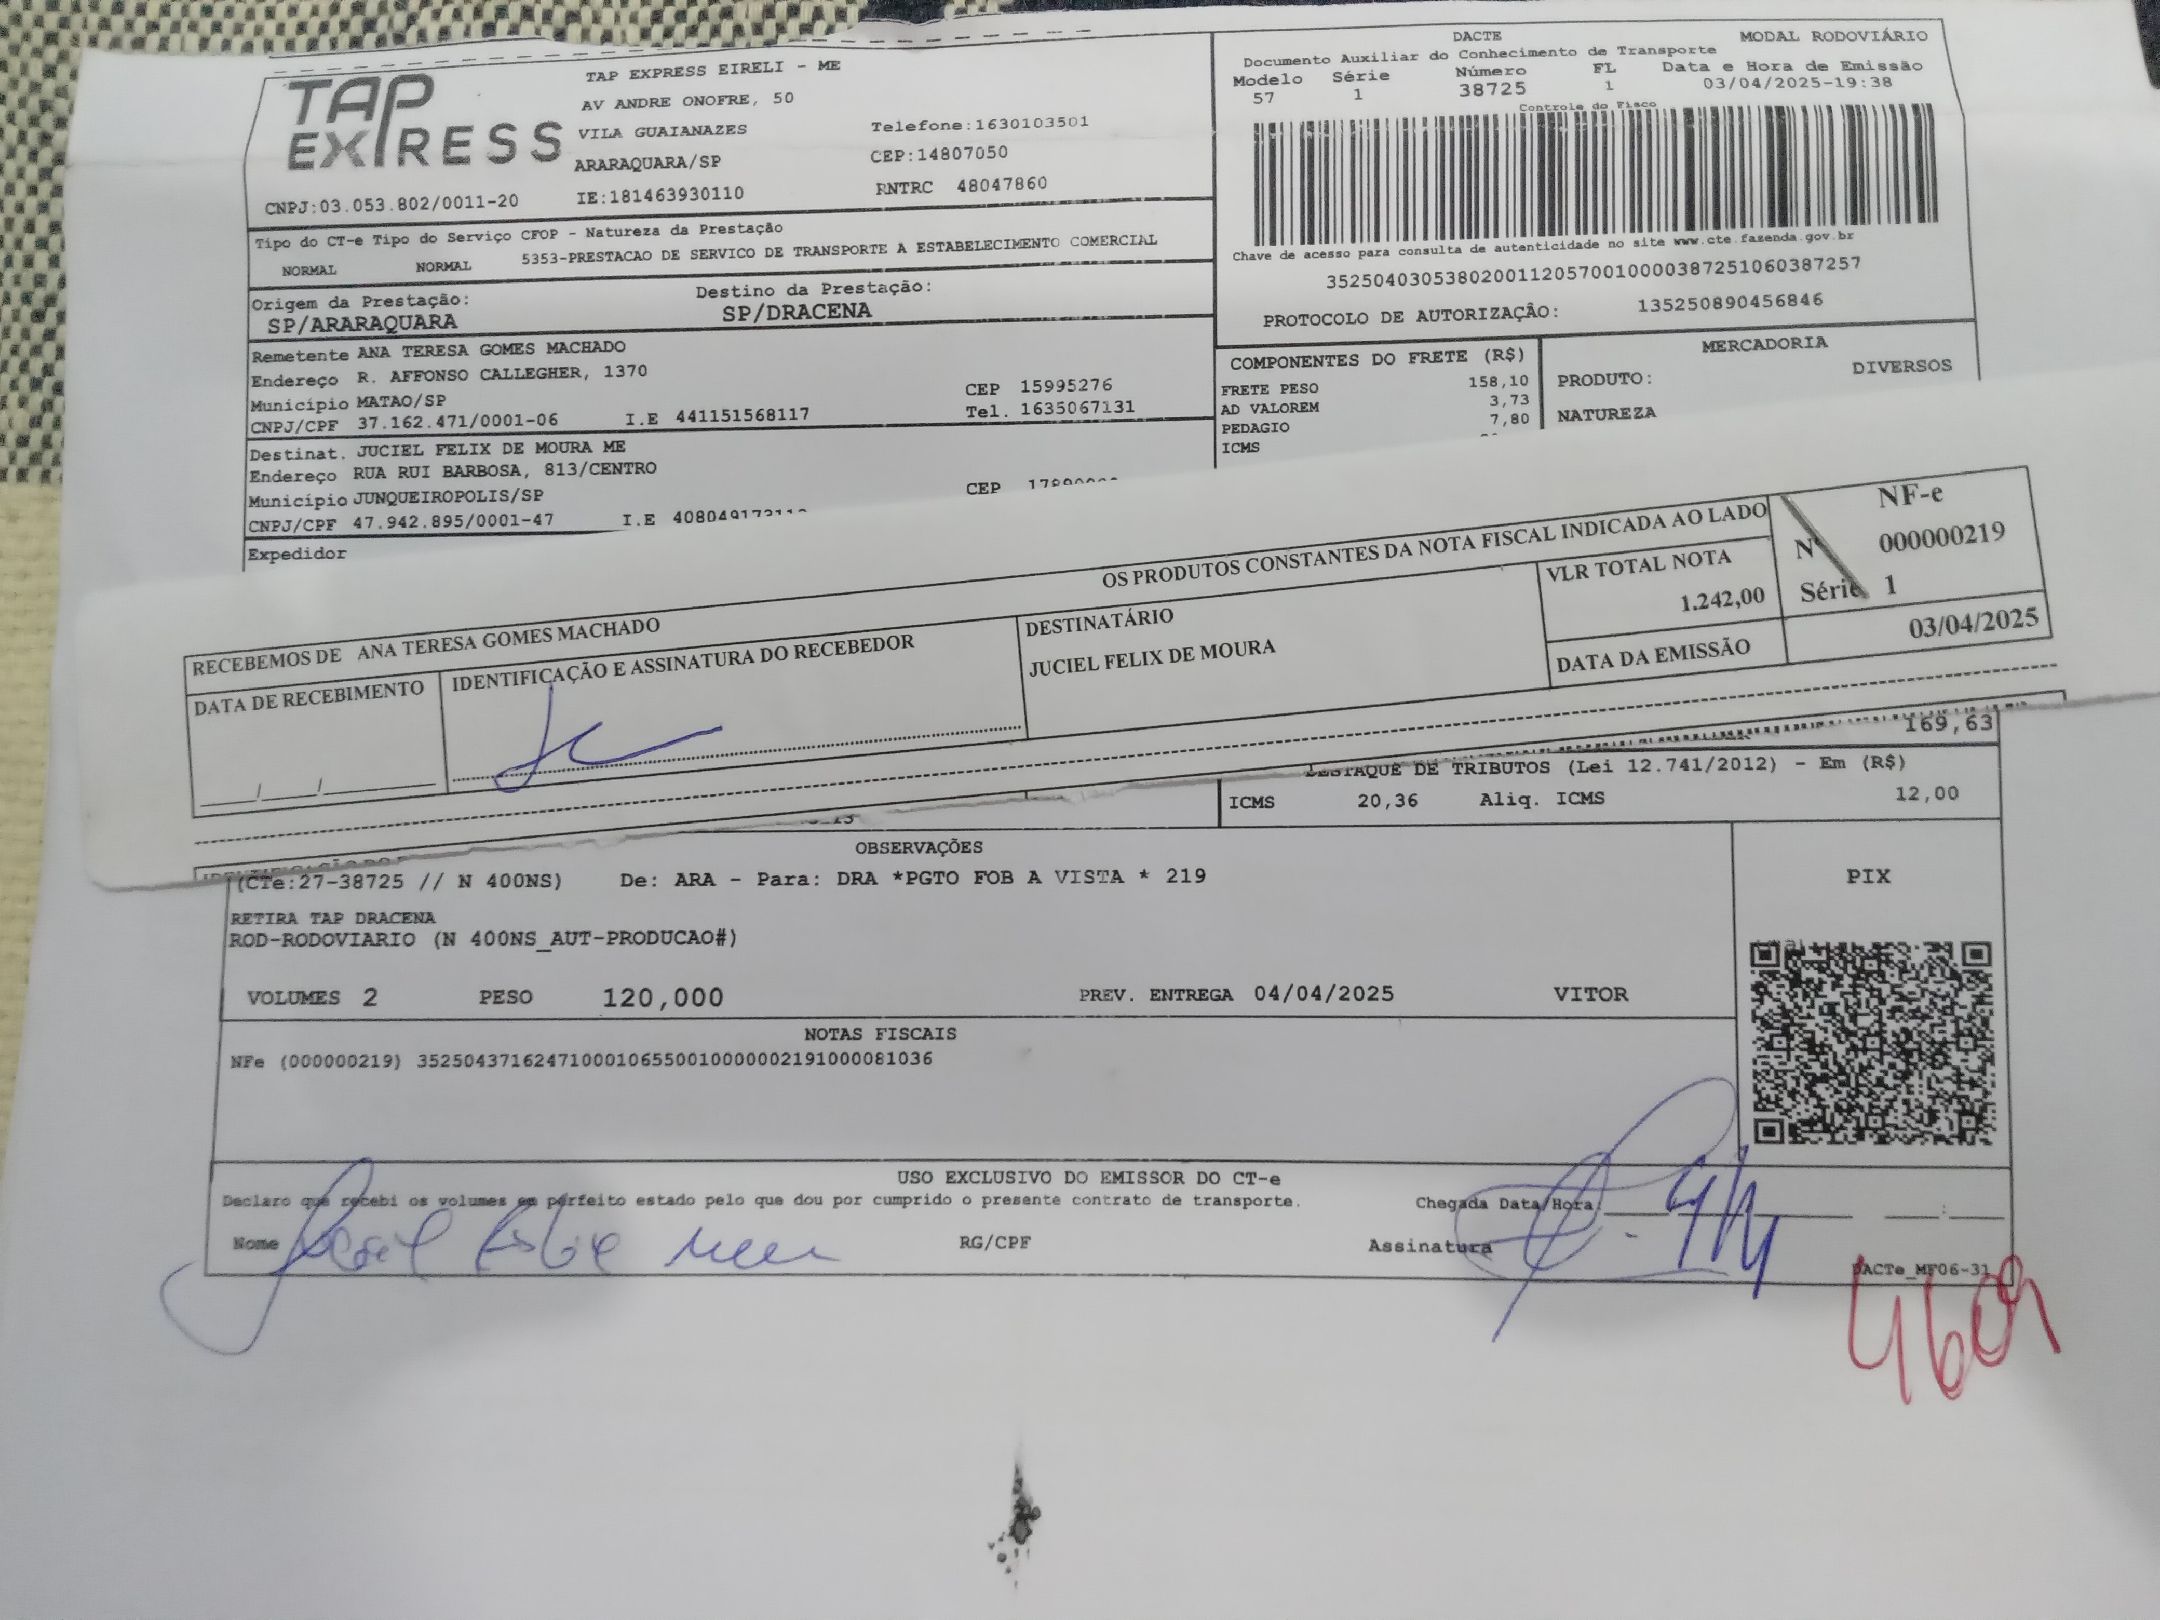 TAP EXPRESS
TAP EXPRESS EIRELI - ME
AV ANDRE ONOFRE, 50
VILA GUAIANAZES
Telefone:1630103501
ARARAQUARA/SP
CEP:14807050
CNPJ:03.053.802/0011-20
IE:181463930110
RNTRC 48047860
DACTE
MODAL RODOVIÁRIO
Documento Auxiliar do Conhecimento de Transporte
Modelo Série Número FL Data e Hora de Emissão
57 1 38725 1 03/04/2025-19:38
Controle do Fisco
Chave de acesso para consulta de autenticidade no site www.cte.fazenda.gov.br
35250403053802001120570010000387251060387257
PROTOCOLO DE AUTORIZAÇÃO: 135250890456846
Tipo do CT-e Tipo do Serviço CFOP - Natureza da Prestação
NORMAL NORMAL 5353-PRESTACAO DE SERVICO DE TRANSPORTE A ESTABELECIMENTO COMERCIAL
Origem da Prestação: Destino da Prestação:
SP/ARARAQUARA SP/DRACENA
Remetente ANA TERESA GOMES MACHADO
Endereço R. AFFONSO CALLEGHER, 1370
Município MATAO/SP CEP 15995276
CNPJ/CPF 37.162.471/0001-06 I.E 441151568117 Tel. 1635067131
Destinat. JUCIEL FELIX DE MOURA ME
Endereço RUA RUI BARBOSA, 813/CENTRO
Município JUNQUEIROPOLIS/SP CEP
CNPJ/CPF 47.942.895/0001-47 I.E
Expedidor
COMPONENTES DO FRETE (R$)
FRETE PESO 158,10
AD VALOREM 3,73
PEDAGIO 7,80
ICMS
MERCADORIA
PRODUTO: DIVERSOS
NATUREZA
RECEBEMOS DE ANA TERESA GOMES MACHADO OS PRODUTOS CONSTANTES DA NOTA FISCAL INDICADA AO LADO
DATA DE RECEBIMENTO
IDENTIFICAÇÃO E ASSINATURA DO RECEBEDOR
DESTINATÁRIO
JUCIEL FELIX DE MOURA
VLR TOTAL NOTA
1.242,00
DATA DA EMISSÃO 03/04/2025
NF-e
Nº 000000219
Série 1
169,63
DESTAQUE DE TRIBUTOS (Lei 12.741/2012) - Em (R$)
ICMS 20,36 Aliq. ICMS 12,00
OBSERVAÇÕES
(CTe:27-38725 // N 400NS) De: ARA - Para: DRA *PGTO FOB A VISTA * 219
RETIRA TAP DRACENA
ROD-RODOVIARIO (N 400NS_AUT-PRODUCAO#)
VOLUMES 2 PESO 120,000 PREV. ENTREGA 04/04/2025 VITOR
PIX
NOTAS FISCAIS
NFe (000000219) 35250437162471000106550010000002191000081036
USO EXCLUSIVO DO EMISSOR DO CT-e
Declaro que recebi os volumes em perfeito estado pelo que dou por cumprido o presente contrato de transporte.
Chegada Data/Hora
Nome RG/CPF Assinatura
DACTe_MF06-31